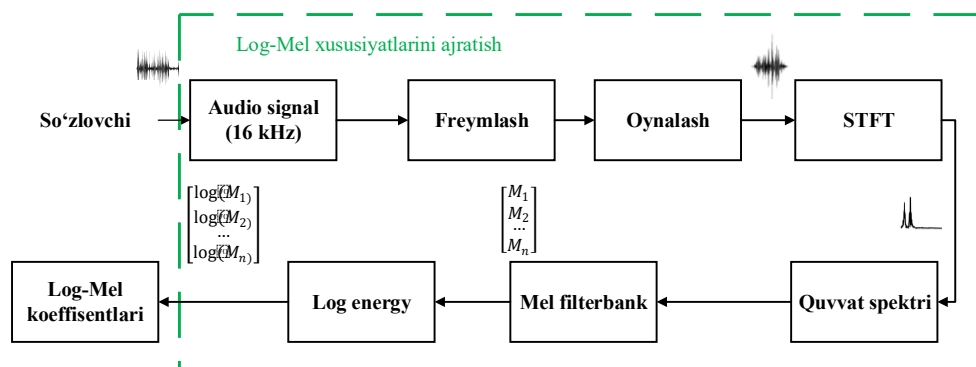 Log-Mel xususiyatlarini ajratish
So‘zlovchi
Audio signal
(16 kHz)
Freymlash
Oynalash
STFT
log(M₁)
log(M₂)
...
log(Mₙ)
M₁
M₂
...
Mₙ
Log-Mel
koeffisentlari
Log energy
Mel filterbank
Quvvat spektri